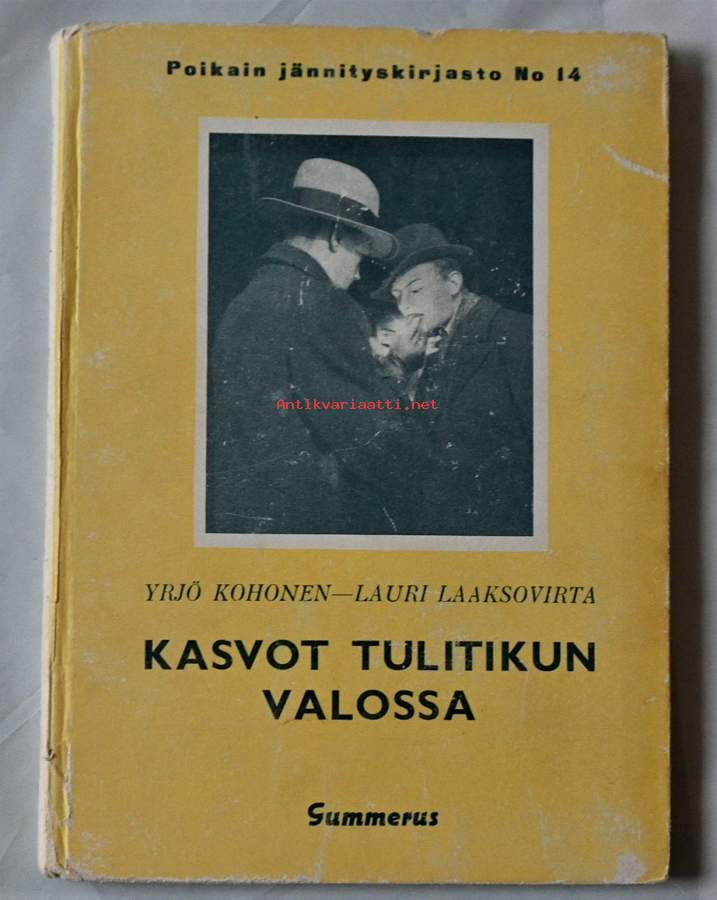 Poikain jännityskirjasto No 14
Antikvariaatti.net
YRJÖ KOHONEN—LAURI LAAKSOVIRTA
KASVOT TULITIKUN
VALOSSA
Gummerus